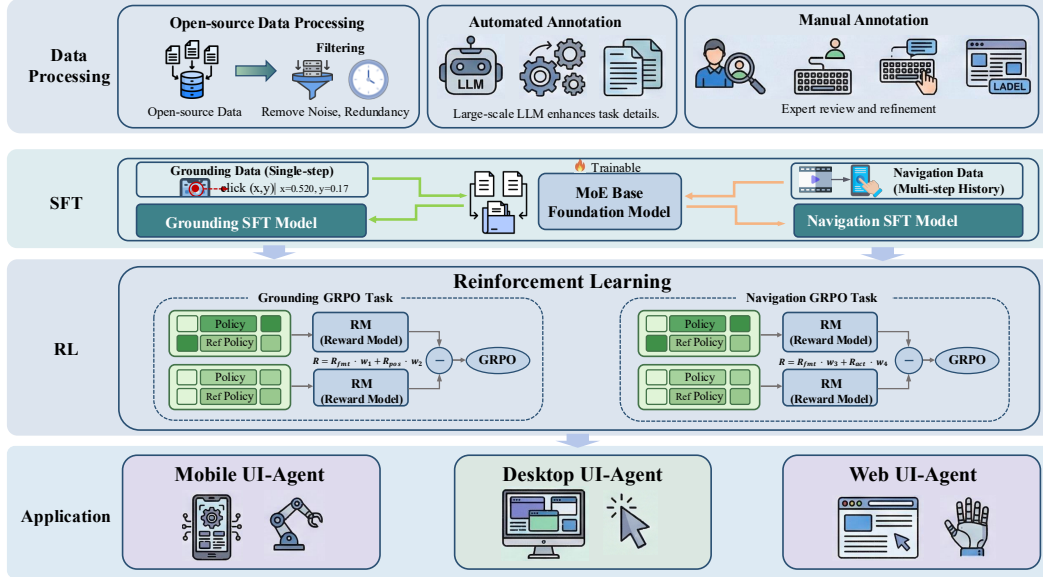 Data
Processing
Open-source Data Processing
Filtering
Open-source Data
Remove Noise, Redundancy
Automated Annotation
LLM
Large-scale LLM enhances task details.
Manual Annotation
LADEL
Expert review and refinement
SFT
Grounding Data (Single-step)
click (x,y)| x=0.520, y=0.17
Grounding SFT Model
Trainable
MoE Base
Foundation Model
Navigation Data
(Multi-step History)
Navigation SFT Model
RL
Reinforcement Learning
Grounding GRPO Task
Policy
Ref Policy
RM
(Reward Model)
R = R_fmt · w_1 + R_pos · w_2
GRPO
Policy
Ref Policy
RM
(Reward Model)
Navigation GRPO Task
Policy
Ref Policy
RM
(Reward Model)
R = R_fmt · w_3 + R_act · w_4
GRPO
Policy
Ref Policy
RM
(Reward Model)
Application
Mobile UI-Agent
Desktop UI-Agent
Web UI-Agent